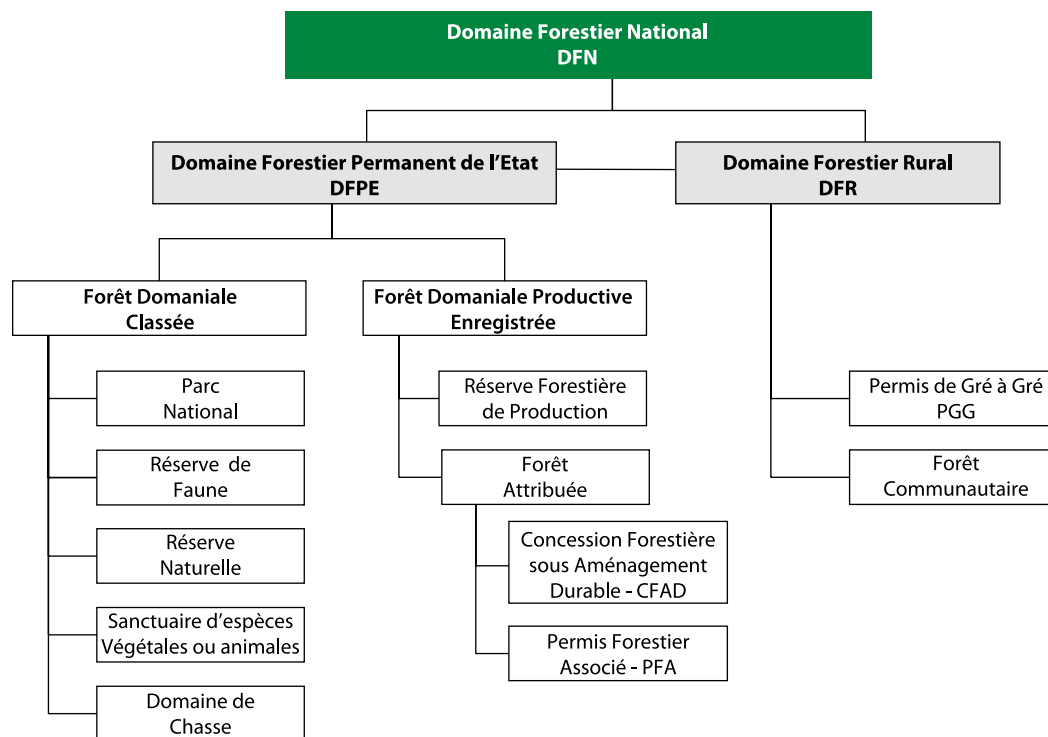 Domaine Forestier National
DFN
Domaine Forestier Permanent de l’Etat
DFPE
Domaine Forestier Rural
DFR
Forêt Domaniale
Classée
Forêt Domaniale Productive
Enregistrée
Parc
National
Réserve de
Faune
Réserve
Naturelle
Sanctuaire d’espèces
Végétales ou animales
Domaine de
Chasse
Réserve Forestière
de Production
Forêt
Attribuée
Concession Forestière
sous Aménagement
Durable - CFAD
Permis Forestier
Associé - PFA
Permis de Gré à Gré
PGG
Forêt
Communautaire